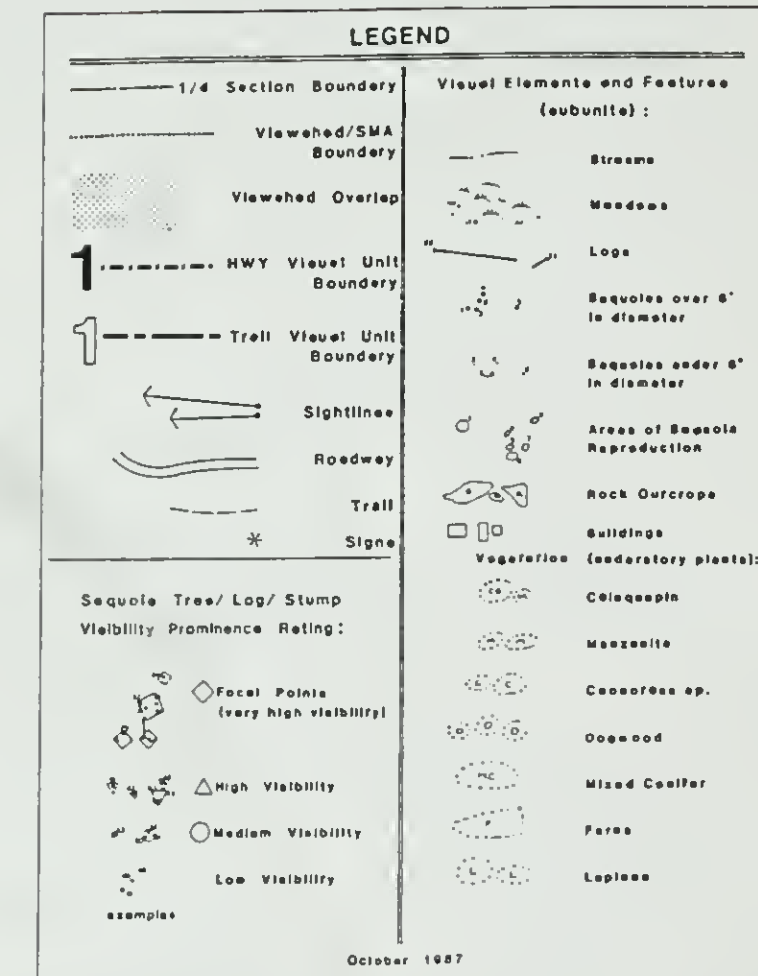 LEGEND
1/4 Section Boundary
Viewshed/SMA
Boundary
Viewshed Overlap
1 HWY Visual Unit
Boundary
1 Trail Visual Unit
Boundary
Sightlines
Roadway
Trail
* Signs
Sequoia Tree/ Log/ Stump
Visibility Prominence Rating:
Focal Points
(very high visibility)
High Visibility
Medium Visibility
Low Visibility
examples
Visual Elements and Features
(subunits) :
Streams
Meadows
Logs
Sequoias over 6'
in diameter
Sequoias under 6'
in diameter
Areas of Sequoia
Reproduction
Rock Outcrops
Buildings
Vegetation (understory plants):
Manzanita
M M
Ceanothus sp.
C
Dogwood
D D D
Mixed Conifer
MC
Ferns
F
Lupines
L L
October 1987